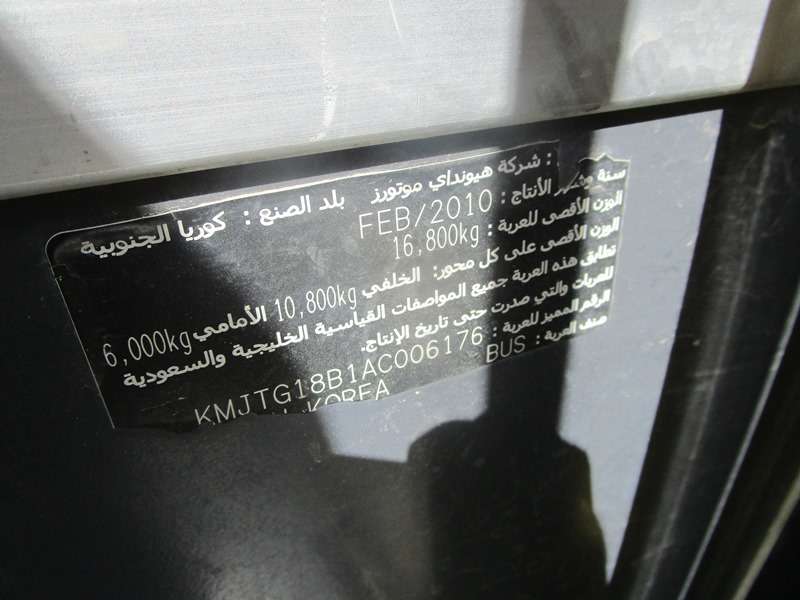 : شركة هيونداي موتورز بلد الصنع : كوريا الجنوبية
سنة وشهر الأنتاج : FEB/2010
الوزن الأقصى للعربة : 16,800kg
الوزن الأقصى على كل محور: الخلفي 10,800kg الأمامي 6,000kg
تطابق هذه العربة جميع المواصفات القياسية الخليجية والسعودية
للعربات والتي صدرت حتى تاريخ الإنتاج.
الرقم المميز للعربة : KMJTG18B1AC006176
صنف العربة : BUS
KOREA